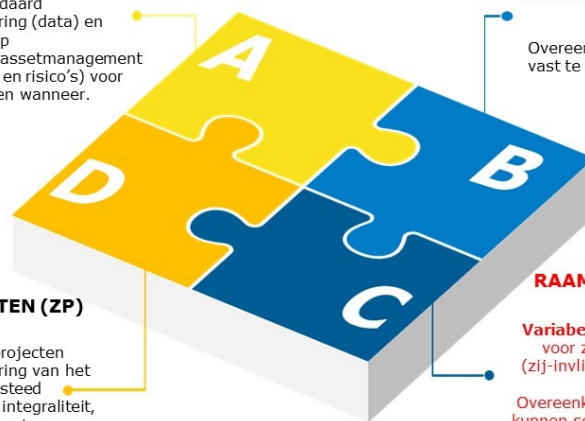 daard
ring (data) en
p
assetmanagement
en risico's) voor
en wanneer.
Overeen
vast te
A
B
D
C
TEN (ZP)
projecten
ring van het
steed
integraliteit,
RAAM
Variabe
voor z
(zij-invli
Overeenk